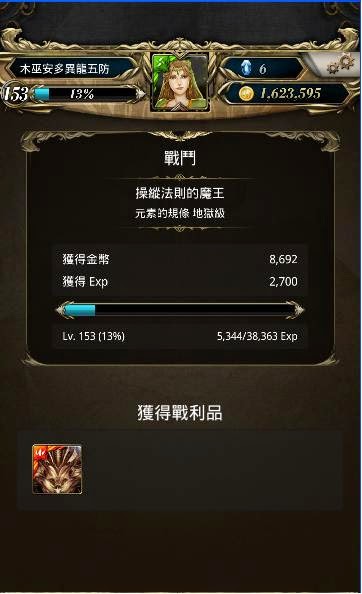 木巫安多異龍五防
6
153
13%
1,623,595
戰鬥
操縱法則的魔王
元素的規條 地獄級
獲得金幣 8,692
獲得 Exp 2,700
Lv. 153 (13%) 5,344/38,363 Exp
獲得戰利品